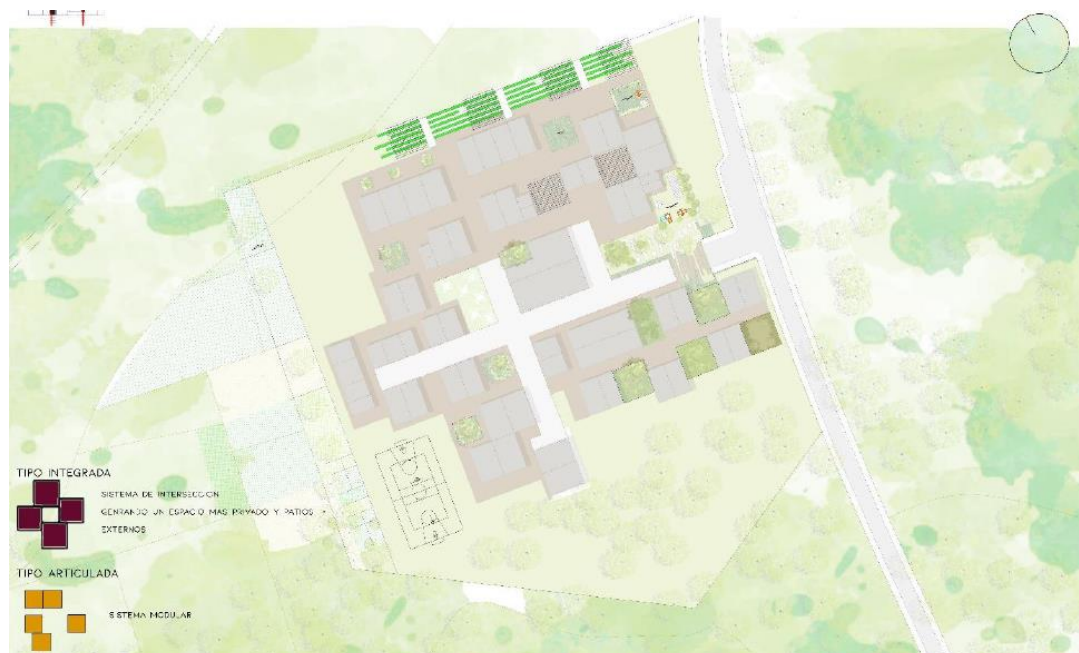 TIPO INTEGRADA
SISTEMA DE INTERSECCION
GENRANDO UN ESPACIO MAS PRIVADO Y PATIOS
EXTERNOS
TIPO ARTICULADA
SISTEMA MODULAR